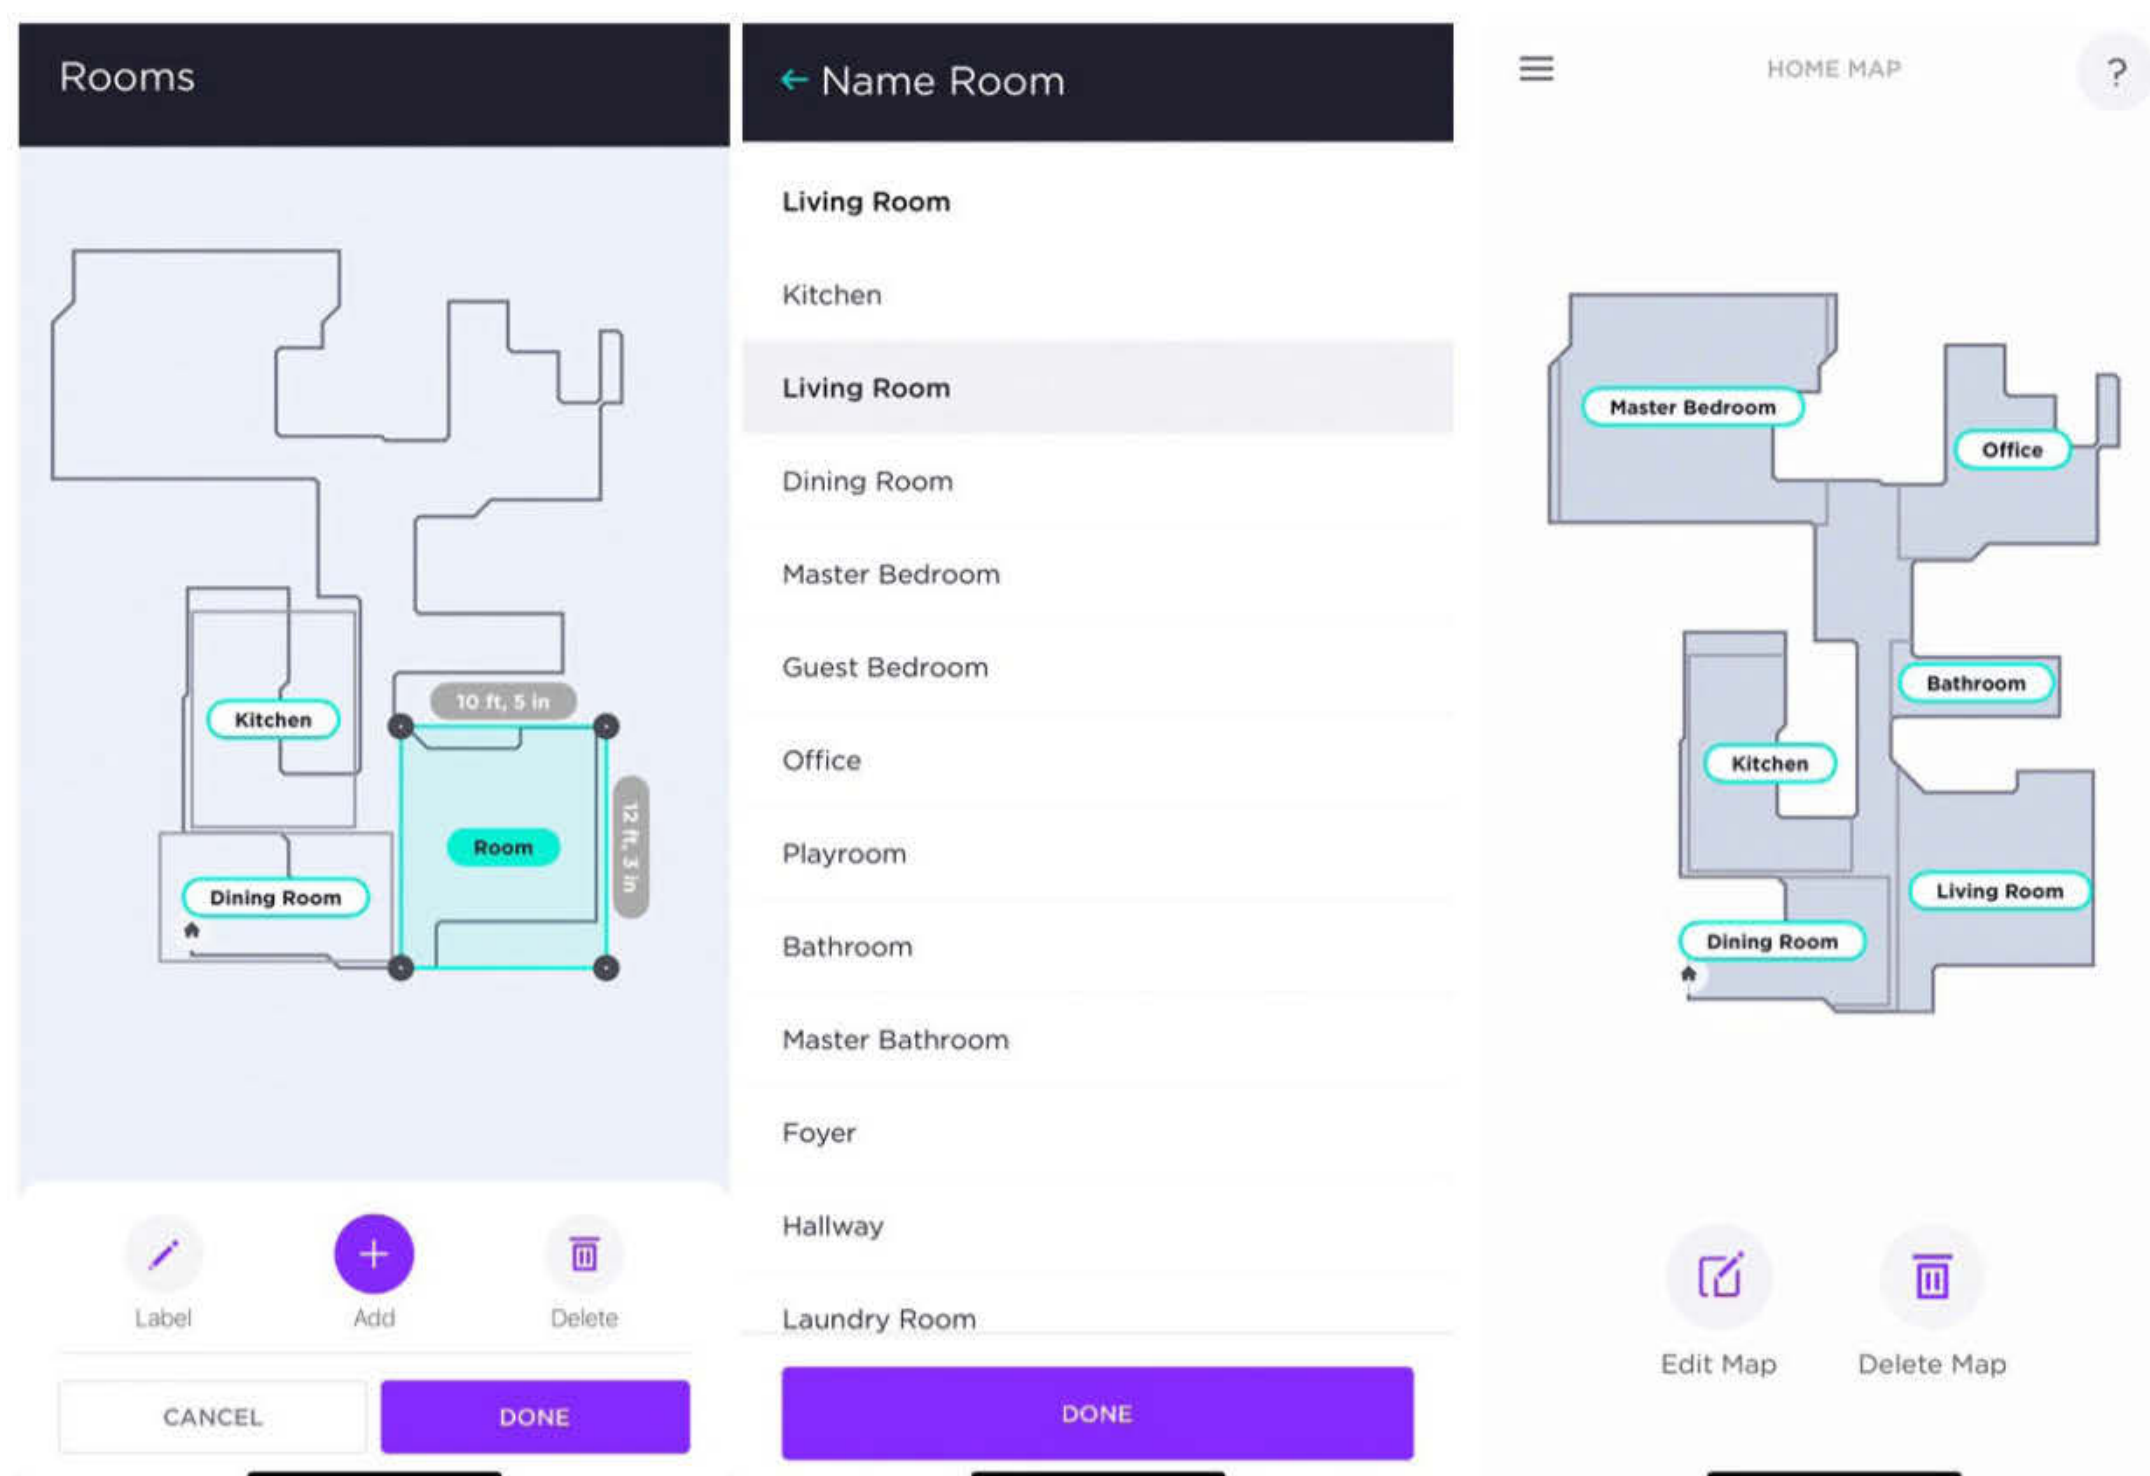 Rooms
10 ft, 5 in
Kitchen
12 ft, 3 in
Room
Dining Room
Label
Add
Delete
CANCEL
DONE
← Name Room
Living Room
Kitchen
Living Room
Dining Room
Master Bedroom
Guest Bedroom
Office
Playroom
Bathroom
Master Bathroom
Foyer
Hallway
Laundry Room
DONE
HOME MAP
?
Master Bedroom
Office
Bathroom
Kitchen
Living Room
Dining Room
Edit Map
Delete Map